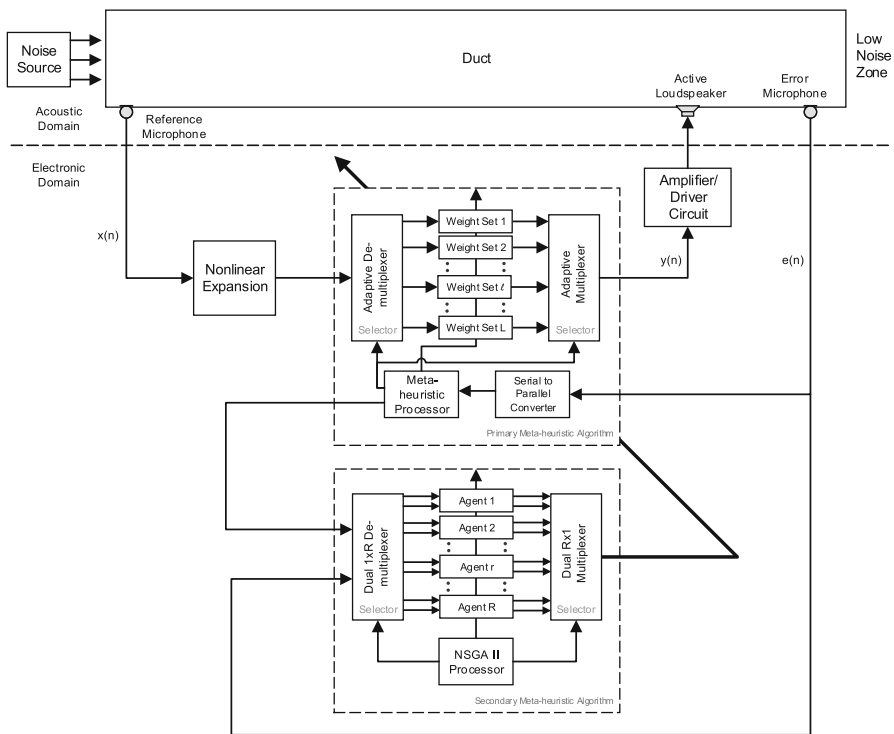 Noise
Source
Duct
Low
Noise
Zone
Active
Loudspeaker
Error
Microphone
Acoustic
Domain
Reference
Microphone
Electronic
Domain
Amplifier/
Driver
Circuit
x(n)
y(n)
e(n)
Nonlinear
Expansion
Adaptive De-
multiplexer
Selector
Weight Set 1
Weight Set 2
Weight Set ℓ
Weight Set L
Adaptive
Multiplexer
Selector
Meta-
heuristic
Processor
Serial to
Parallel
Converter
Primary Meta-heuristic Algorithm
Dual 1xR De-
multiplexer
Selector
Agent 1
Agent 2
Agent r
Agent R
Dual Rx1
Multiplexer
Selector
NSGA II
Processor
Secondary Meta-heuristic Algorithm